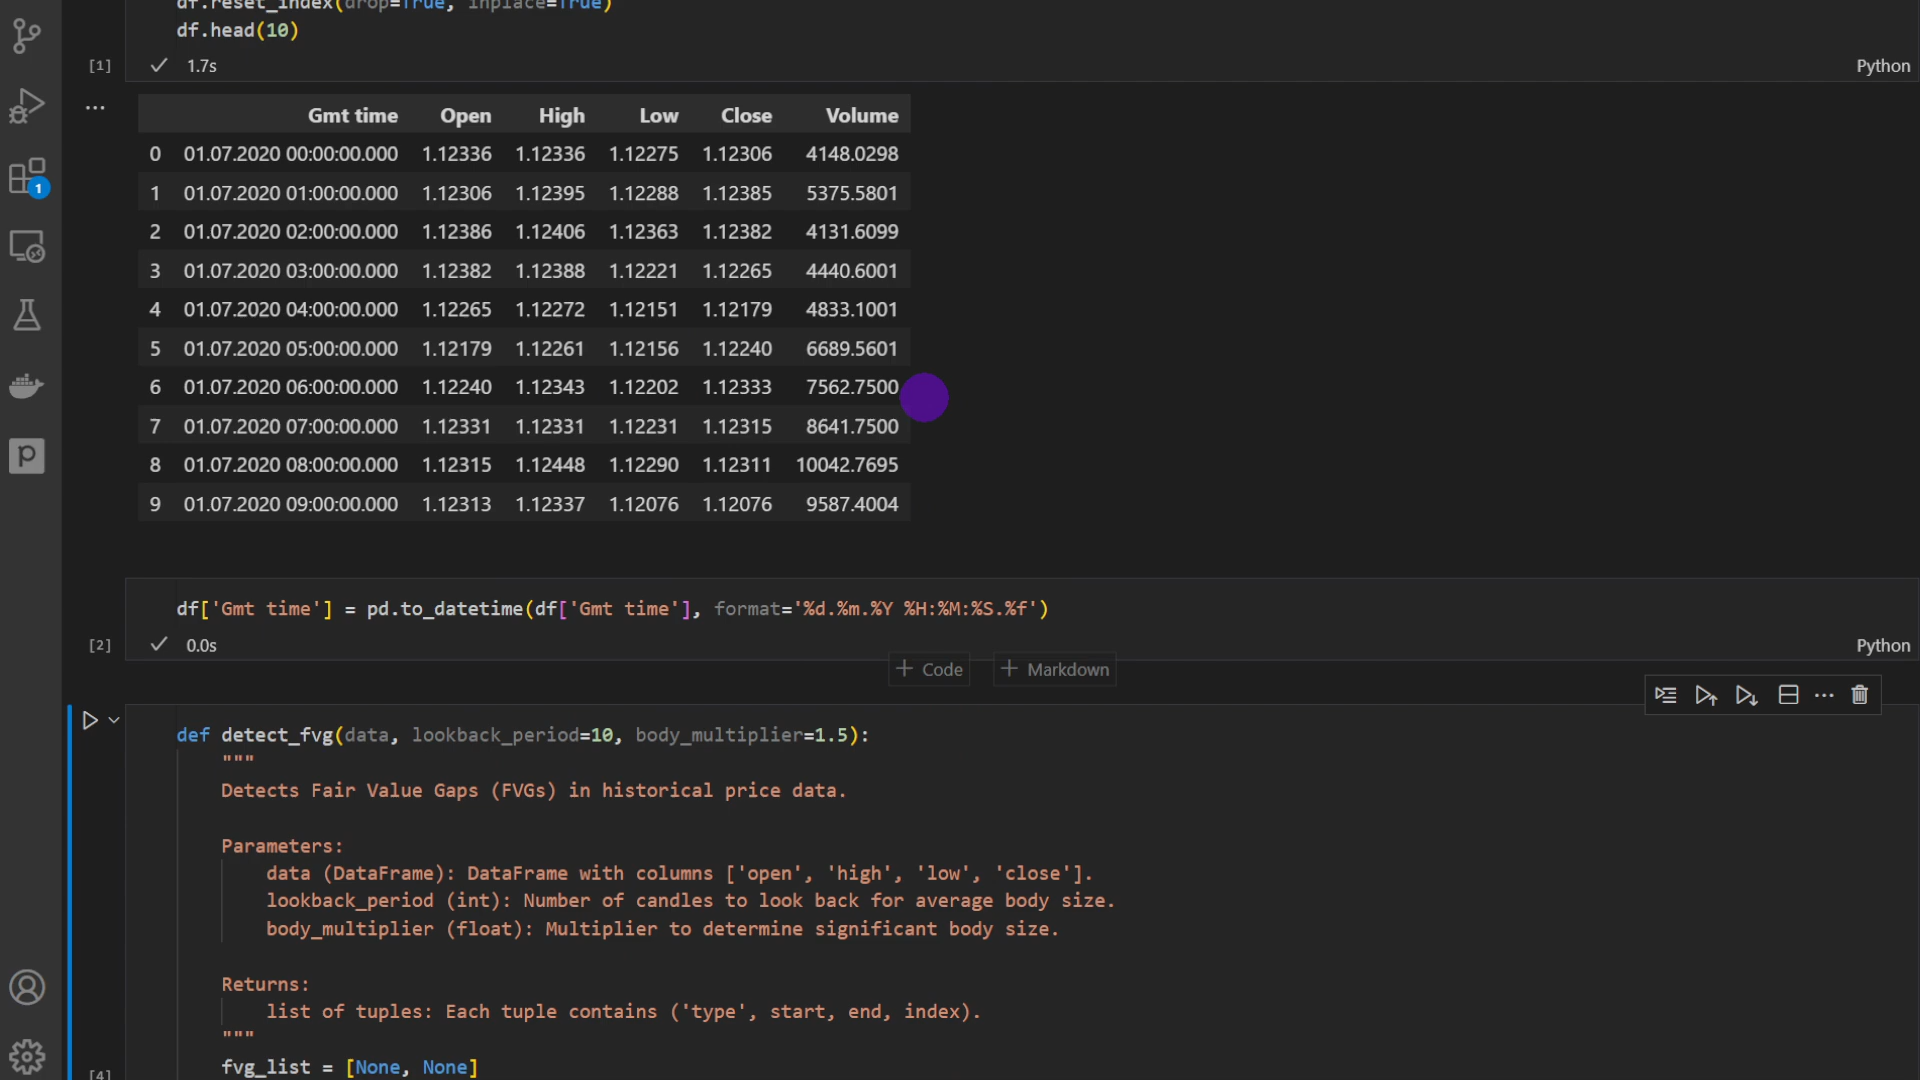 df.reset_index(drop=True, inplace=True)
df.head(10)
[1] 1.7s Python
...
Gmt time Open High Low Close Volume
0 01.07.2020 00:00:00.000 1.12336 1.12336 1.12275 1.12306 4148.0298
1 01.07.2020 01:00:00.000 1.12306 1.12395 1.12288 1.12385 5375.5801
2 01.07.2020 02:00:00.000 1.12386 1.12406 1.12363 1.12382 4131.6099
3 01.07.2020 03:00:00.000 1.12382 1.12388 1.12221 1.12265 4440.6001
4 01.07.2020 04:00:00.000 1.12265 1.12272 1.12151 1.12179 4833.1001
5 01.07.2020 05:00:00.000 1.12179 1.12261 1.12156 1.12240 6689.5601
6 01.07.2020 06:00:00.000 1.12240 1.12343 1.12202 1.12333 7562.7500
7 01.07.2020 07:00:00.000 1.12331 1.12331 1.12231 1.12315 8641.7500
8 01.07.2020 08:00:00.000 1.12315 1.12448 1.12290 1.12311 10042.7695
9 01.07.2020 09:00:00.000 1.12313 1.12337 1.12076 1.12076 9587.4004
1
df['Gmt time'] = pd.to_datetime(df['Gmt time'], format='%d.%m.%Y %H:%M:%S.%f')
[2] 0.0s Python
+ Code + Markdown
def detect_fvg(data, lookback_period=10, body_multiplier=1.5):
"""
Detects Fair Value Gaps (FVGs) in historical price data.
Parameters:
data (DataFrame): DataFrame with columns ['open', 'high', 'low', 'close'].
lookback_period (int): Number of candles to look back for average body size.
body_multiplier (float): Multiplier to determine significant body size.
Returns:
list of tuples: Each tuple contains ('type', start, end, index).
"""
fvg_list = [None, None]
[4]